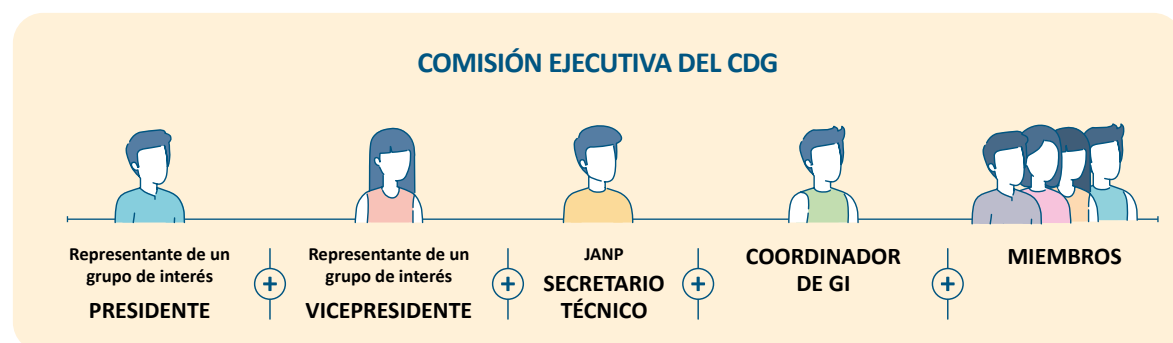 COMISIÓN EJECUTIVA DEL CDG
Representante de un
grupo de interés
PRESIDENTE
+
Representante de un
grupo de interés
VICEPRESIDENTE
+
JANP
SECRETARIO
TÉCNICO
+
COORDINADOR
DE GI
+
MIEMBROS